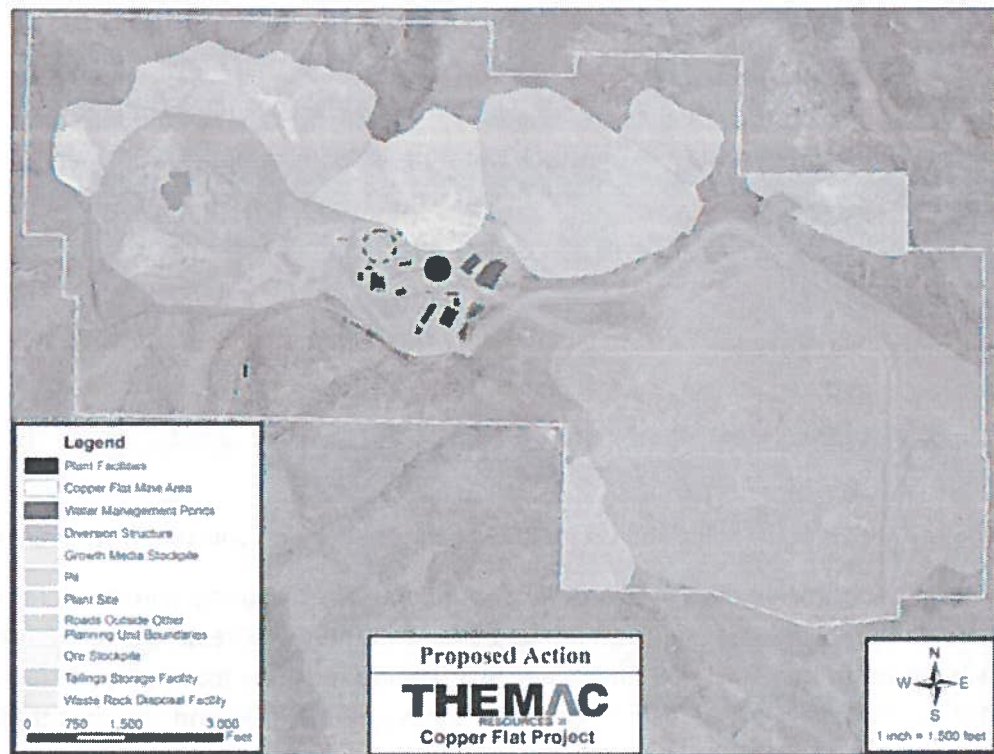 Legend
Plant Facilities
Copper Flat Mine Area
Water Management Ponds
Diversion Structure
Growth Media Stockpile
Pit
Plant Site
Roads Outside Other
Planning Unit Boundaries
Ore Stockpile
Tailings Storage Facility
Waste Rock Disposal Facility
0 750 1,500 3,000
Feet
Proposed Action
THEMAC
RESOURCES
Copper Flat Project
N
W E
S
1 inch = 1,500 feet